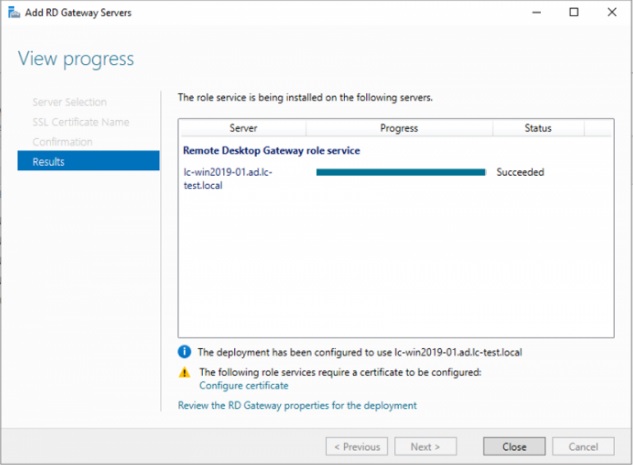 Add RD Gateway Servers
View progress
Server Selection
SSL Certificate Name
Confirmation
Results
The role service is being installed on the following servers.
Server Progress Status
Remote Desktop Gateway role service
lc-win2019-01.ad.lc- Succeeded
test.local
The deployment has been configured to use lc-win2019-01.ad.lc-test.local
The following role services require a certificate to be configured:
Configure certificate
Review the RD Gateway properties for the deployment
< Previous Next > Close Cancel